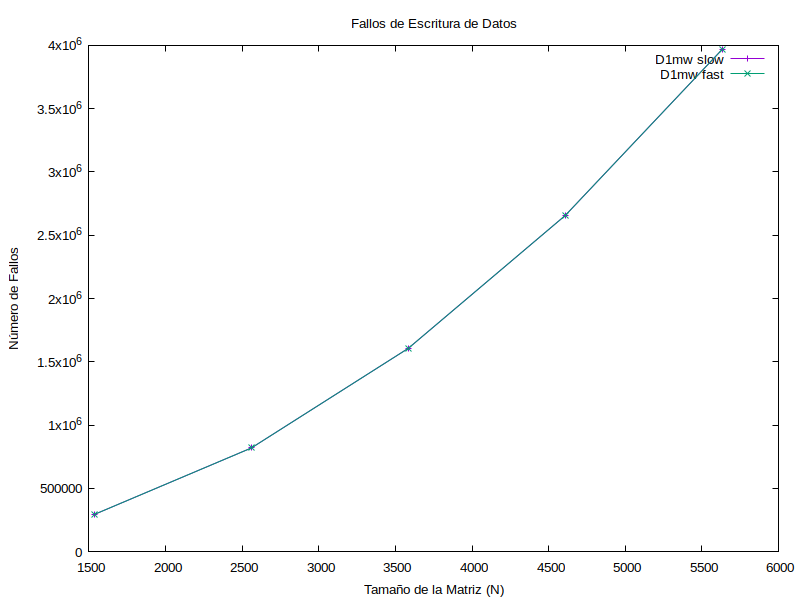 Fallos de Escritura de Datos
4x10^6
3.5x10^6
3x10^6
2.5x10^6
2x10^6
1.5x10^6
1x10^6
500000
0
Número de Fallos
D1mw slow
D1mw fast
1500 2000 2500 3000 3500 4000 4500 5000 5500 6000
Tamaño de la Matriz (N)